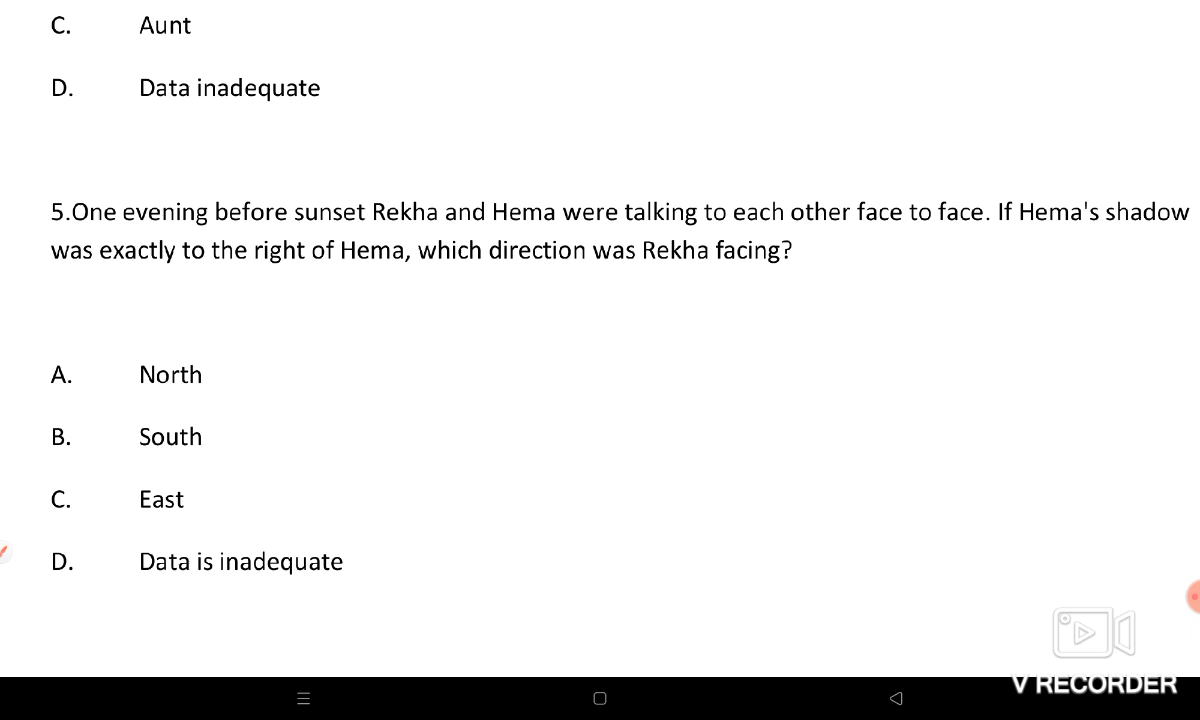 C. Aunt
D. Data inadequate
5.One evening before sunset Rekha and Hema were talking to each other face to face. If Hema's shadow
was exactly to the right of Hema, which direction was Rekha facing?
A. North
B. South
C. East
D. Data is inadequate
V RECORDER